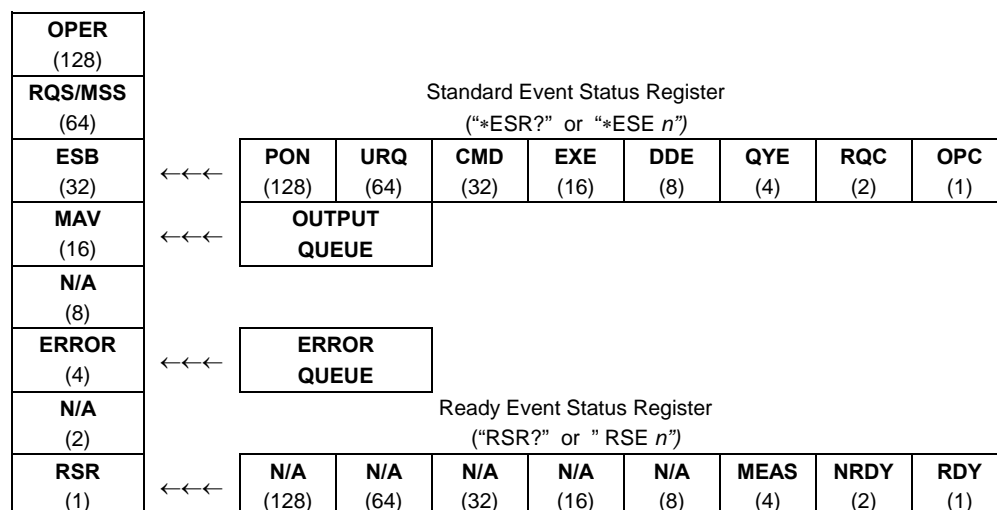 OPER
(128)
RQS/MSS
(64)
Standard Event Status Register
("∗ESR?" or "∗ESE n")
ESB
(32)
←←←
PON URQ CMD EXE DDE QYE RQC OPC
(128) (64) (32) (16) (8) (4) (2) (1)
MAV
(16)
←←←
OUTPUT
QUEUE
N/A
(8)
ERROR
(4)
←←←
ERROR
QUEUE
N/A
(2)
Ready Event Status Register
("RSR?" or " RSE n")
RSR
(1)
←←←
N/A N/A N/A N/A N/A MEAS NRDY RDY
(128) (64) (32) (16) (8) (4) (2) (1)